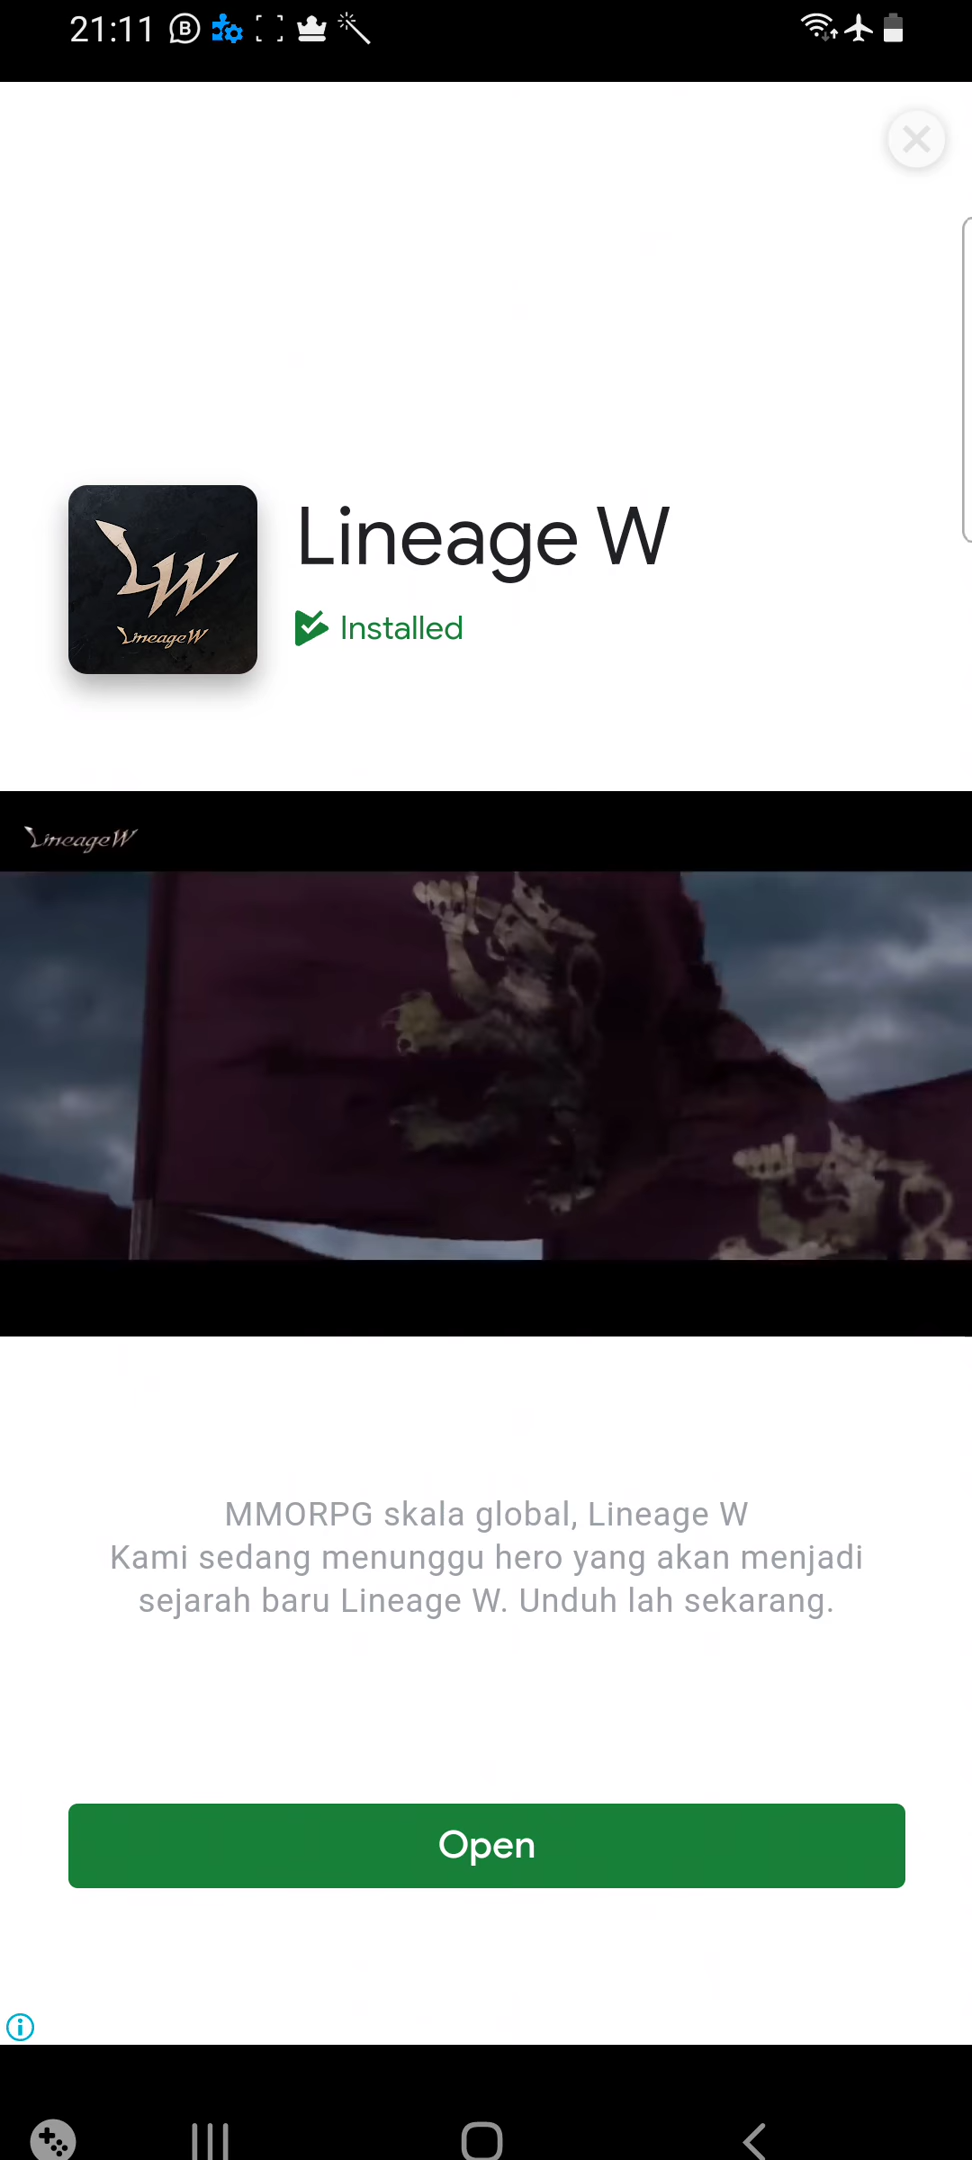 21:11
Lineage W
LW
LineageW
Installed
LineageW
MMORPG skala global, Lineage W
Kami sedang menunggu hero yang akan menjadi
sejarah baru Lineage W. Unduh lah sekarang.
Open